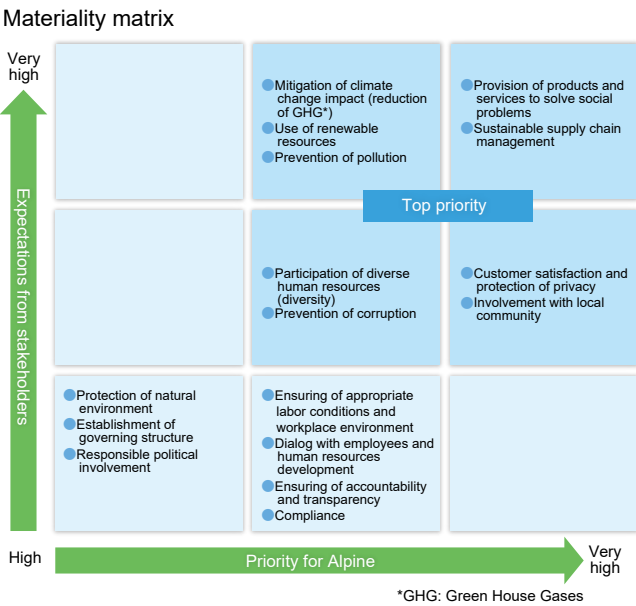 Materiality matrix
Very
high
Expectations from stakeholders
Mitigation of climate
change impact (reduction
of GHG*)
Use of renewable
resources
Prevention of pollution
Provision of products and
services to solve social
problems
Sustainable supply chain
management
Top priority
Participation of diverse
human resources
(diversity)
Prevention of corruption
Customer satisfaction and
protection of privacy
Involvement with local
community
Protection of natural
environment
Establishment of
governing structure
Responsible political
involvement
Ensuring of appropriate
labor conditions and
workplace environment
Dialog with employees and
human resources
development
Ensuring of accountability
and transparency
Compliance
High
Priority for Alpine
Very
high
*GHG: Green House Gases